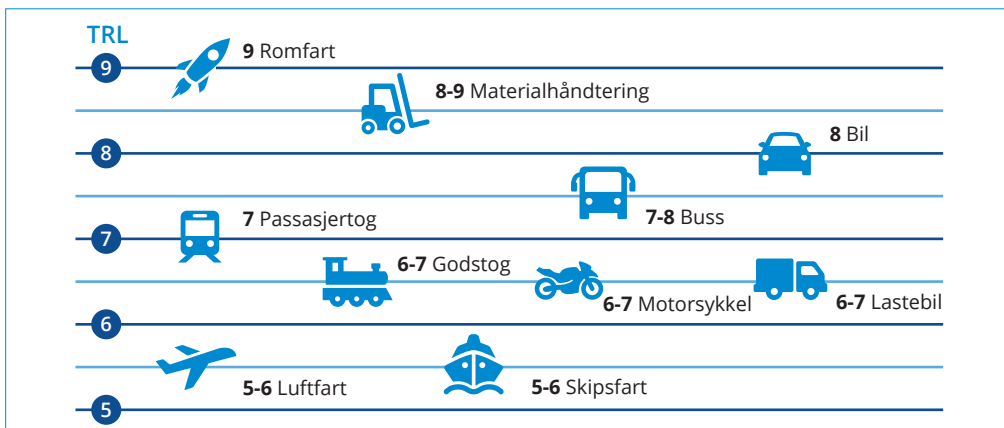 TRL
9
9 Romfart
8-9 Materialhåndtering
8 Bil
8
7-8 Buss
7 Passasjertog
7
6-7 Godstog
6-7 Motorsykkel
6-7 Lastebil
6
5-6 Luftfart
5-6 Skipsfart
5